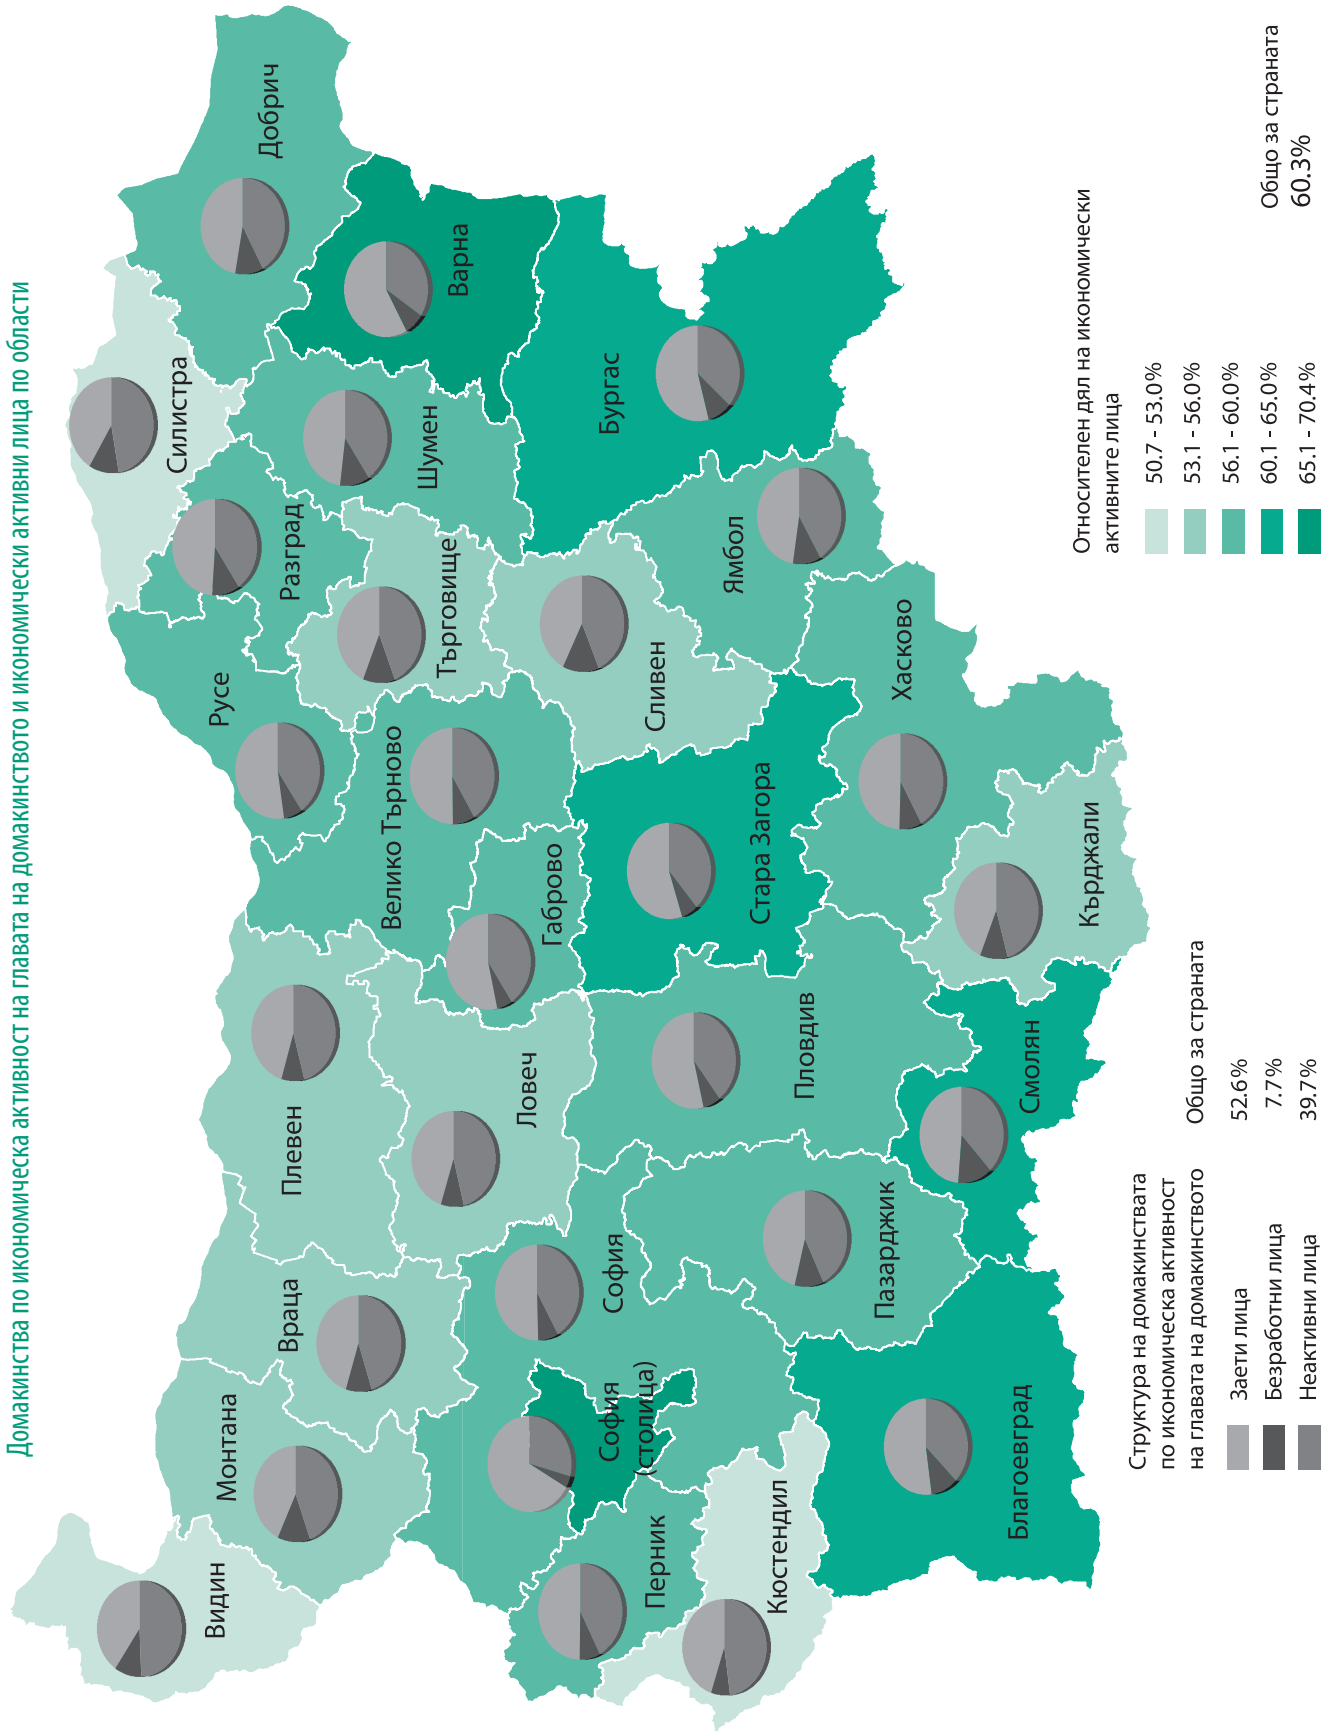 Домакинства по икономическа активност на главата на домакинството и икономически активни лица по области
Видин
Монтана
Враца
Плевен
Русе
Силистра
Разград
Добрич
Варна
Шумен
Търговище
Велико Търново
Габрово
Ловеч
София
София
(столица)
Перник
Кюстендил
Благоевград
Пазарджик
Пловдив
Смолян
Стара Загора
Сливен
Ямбол
Бургас
Хасково
Кърджали
Структура на домакинствата
по икономическа активност
на главата на домакинството
Общо за страната
Заети лица 52.6%
Безработни лица 7.7%
Неактивни лица 39.7%
Относителен дял на икономически
активните лица
50.7 - 53.0%
53.1 - 56.0%
56.1 - 60.0%
60.1 - 65.0%
65.1 - 70.4%
Общо за страната
60.3%